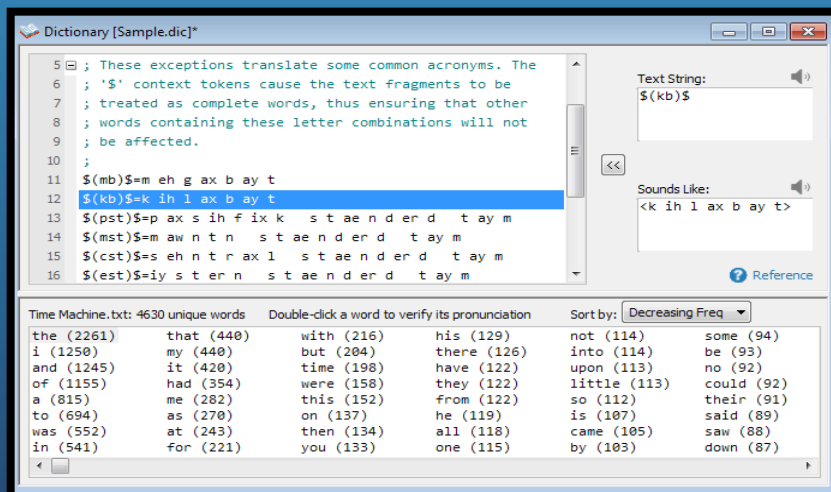 Dictionary [Sample.dic]*
5 ; These exceptions translate some common acronyms. The
6 ; '$' context tokens cause the text fragments to be
7 ; treated as complete words, thus ensuring that other
8 ; words containing these letter combinations will not
9 ; be affected.
10 ;
11 $(mb)$=m eh g ax b ay t
12 $(kb)$=k ih l ax b ay t
13 $(pst)$=p ax s ih f ix k   s t ae n d er d   t ay m
14 $(mst)$=m aw n t n   s t ae n d er d   t ay m
15 $(cst)$=s eh n t r ax l   s t ae n d er d   t ay m
16 $(est)$=iy s t er n   s t ae n d er d   t ay m
<<
Text String:
$(kb)$
Sounds Like:
<k ih l ax b ay t>
Reference
Time Machine.txt: 4630 unique words Double-click a word to verify its pronunciation Sort by: Decreasing Freq
the (2261) that (440) with (216) his (129) not (114) some (94)
i (1250) my (440) but (204) there (126) into (114) be (93)
and (1245) it (420) time (198) have (122) upon (113) no (92)
of (1155) had (354) were (158) they (122) little (113) could (92)
a (815) me (282) this (152) from (122) so (112) their (91)
to (694) as (270) on (137) he (119) is (107) said (89)
was (552) at (243) then (134) all (118) came (105) saw (88)
in (541) for (221) you (133) one (115) by (103) down (87)